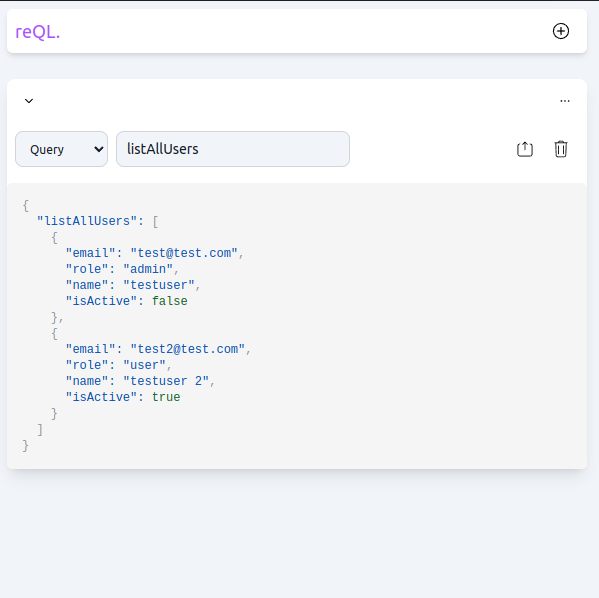 reQL.
...
Query listAllUsers
{
  "listAllUsers": [
    {
      "email": "test@test.com",
      "role": "admin",
      "name": "testuser",
      "isActive": false
    },
    {
      "email": "test2@test.com",
      "role": "user",
      "name": "testuser 2",
      "isActive": true
    }
  ]
}